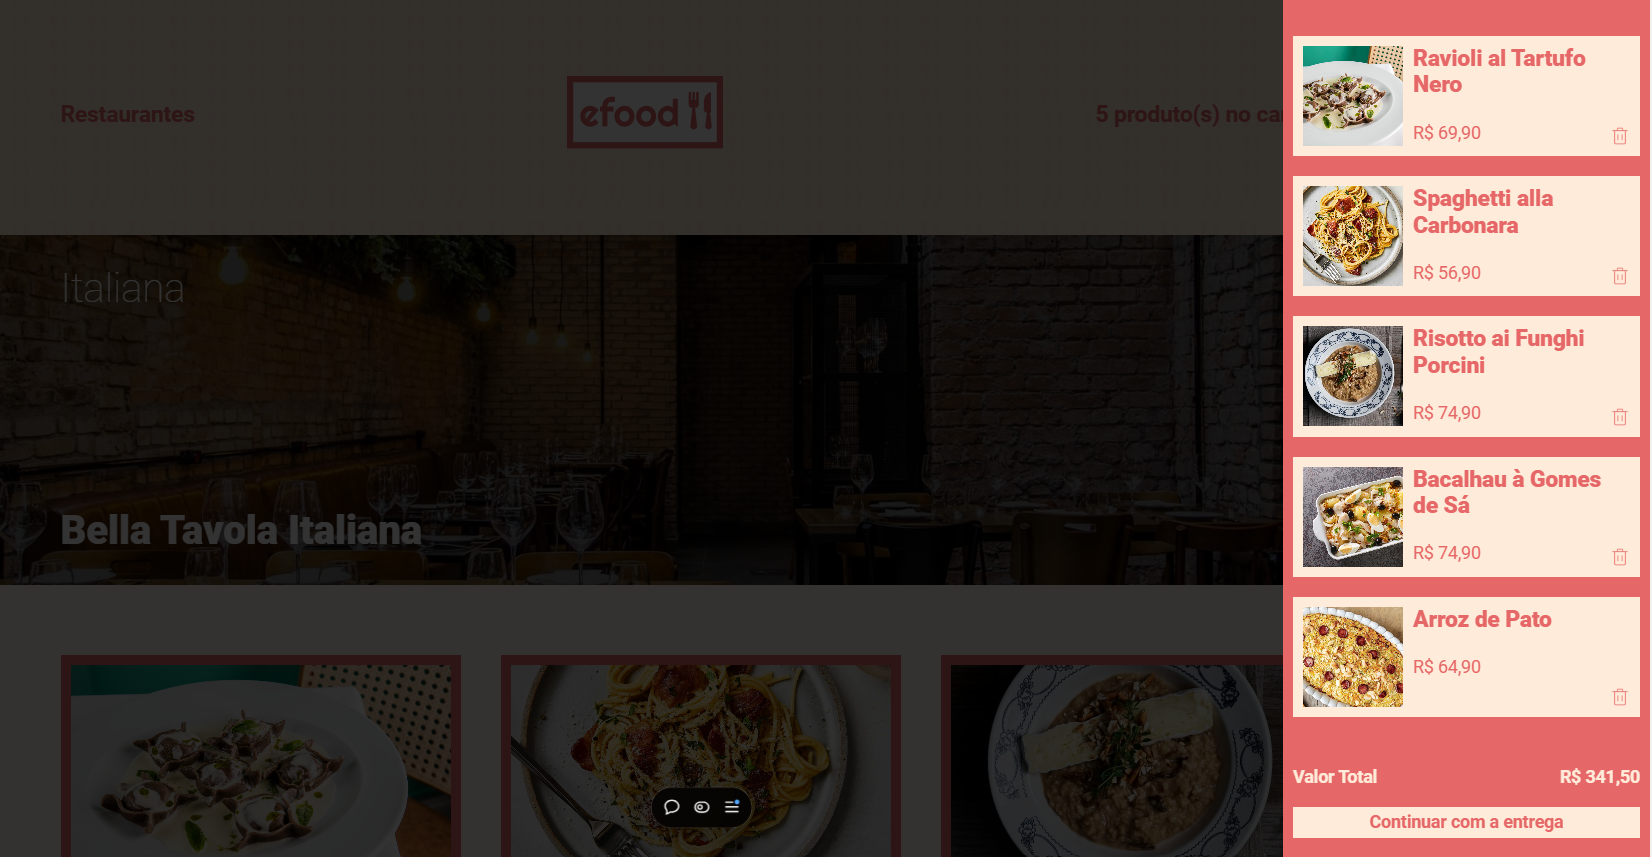 Restaurantes
efood
5 produto(s) no
Italiana
Bella Tavola Italiana
Ravioli al Tartufo
Nero
R$ 69,90
Spaghetti alla
Carbonara
R$ 56,90
Risotto ai Funghi
Porcini
R$ 74,90
Bacalhau à Gomes
de Sá
R$ 74,90
Arroz de Pato
R$ 64,90
Valor Total R$ 341,50
Continuar com a entrega